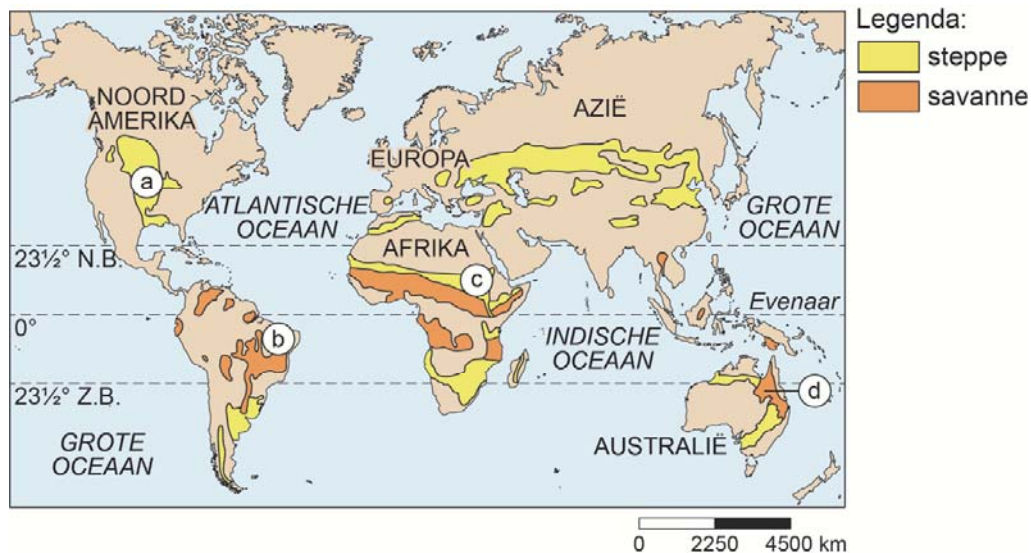 Legenda:
steppe
savanne
NOORD
AMERIKA
AZIË
EUROPA
a
ATLANTISCHE
OCEAAN
GROTE
OCEAAN
AFRIKA
23½° N.B.
c
Evenaar
0°
b
INDISCHE
OCEAAN
23½° Z.B.
d
GROTE
OCEAAN
AUSTRALIË
0 2250 4500 km